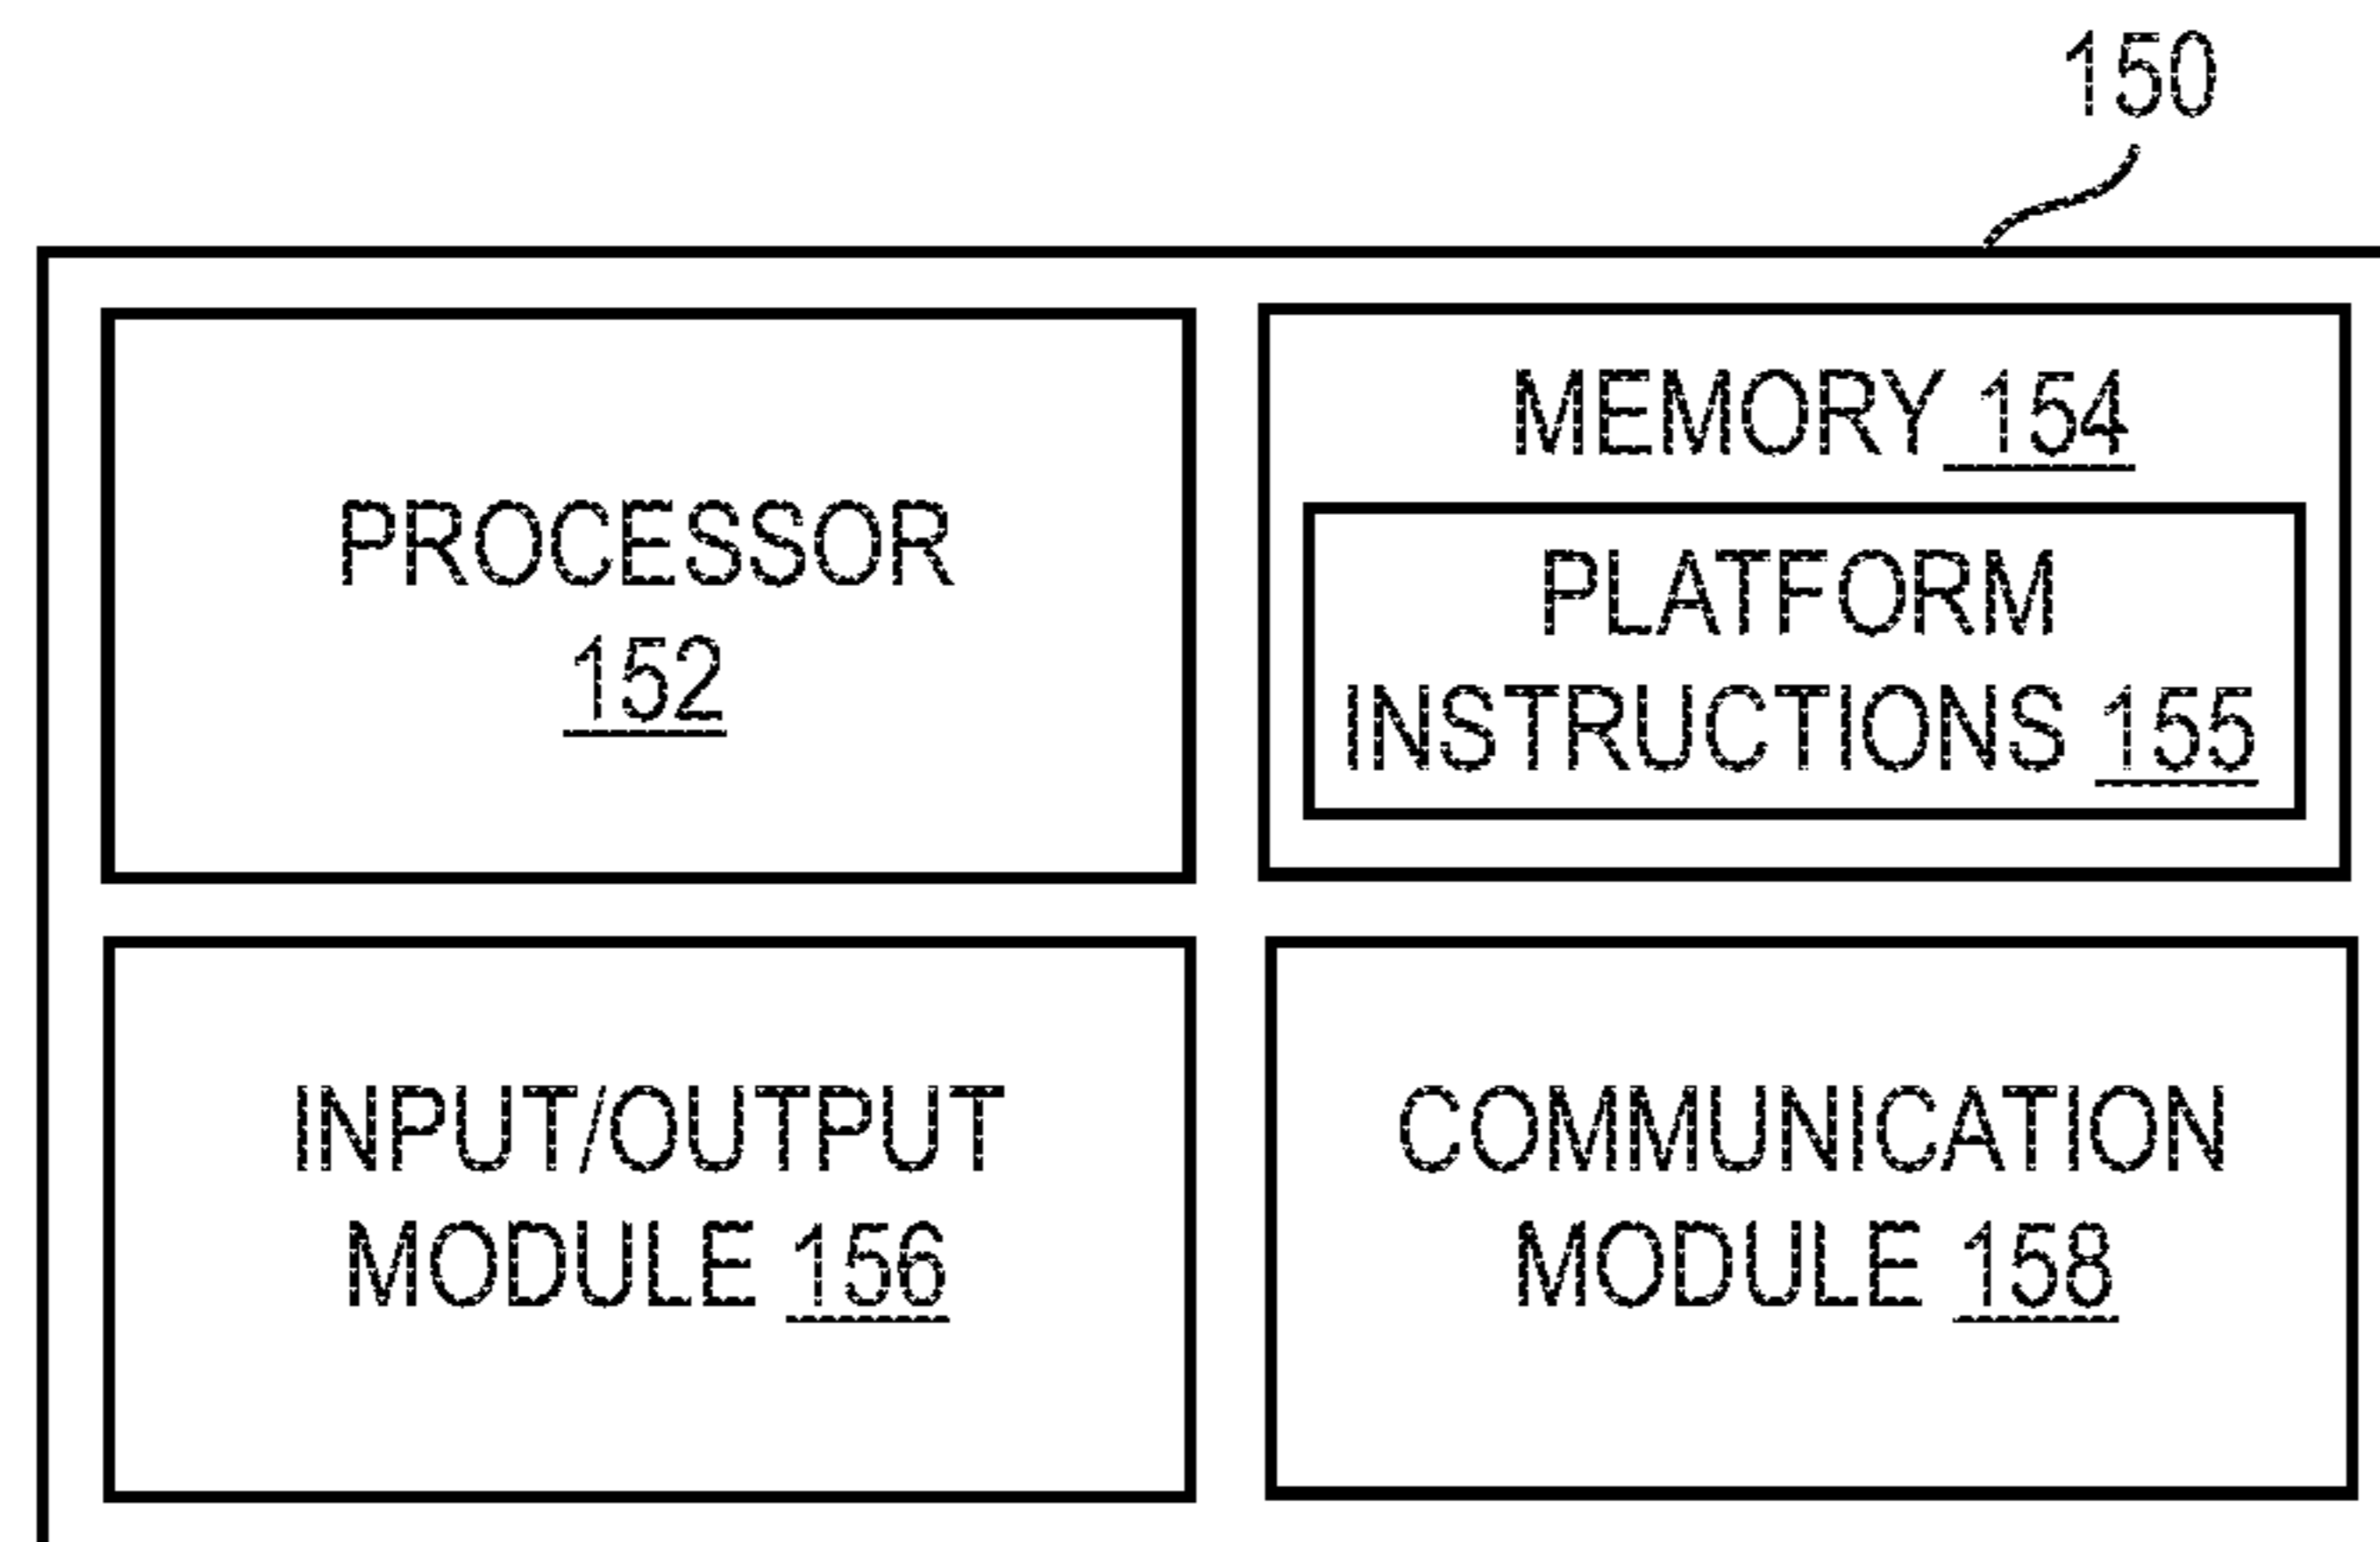 150
PROCESSOR
152
MEMORY 154
PLATFORM
INSTRUCTIONS 155
INPUT/OUTPUT
MODULE 156
COMMUNICATION
MODULE 158